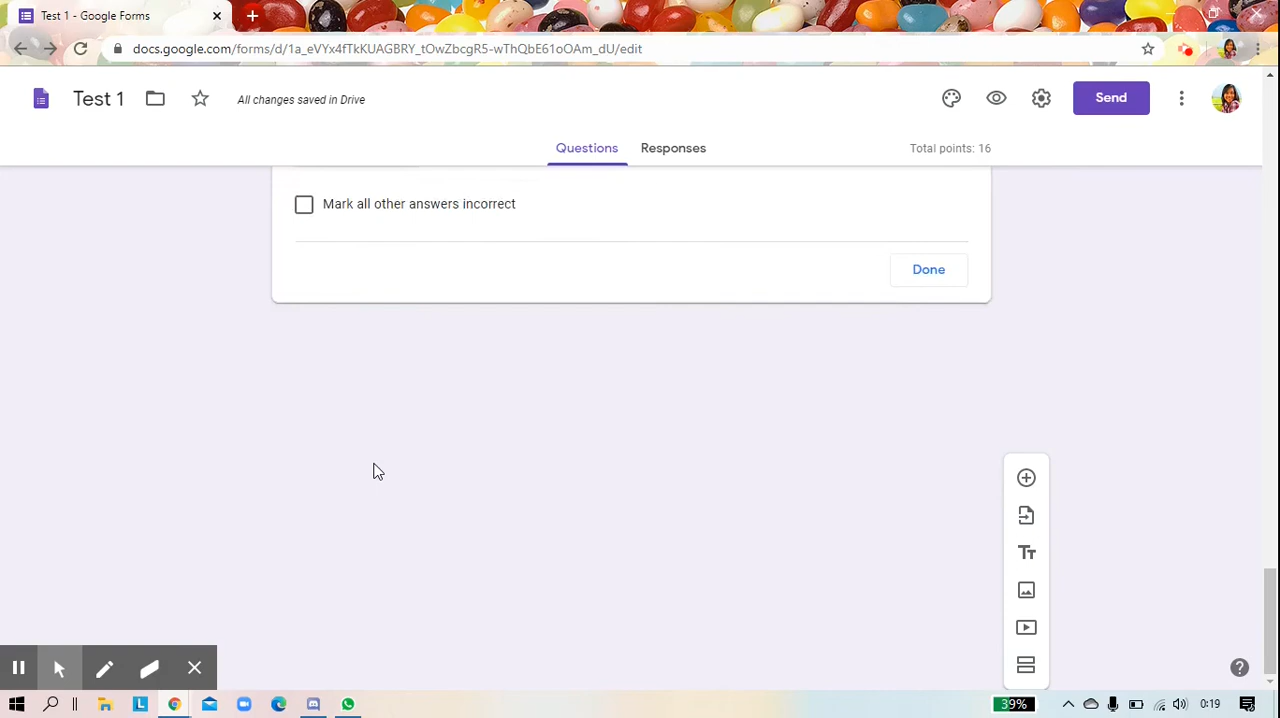 Test 1 - Google Forms
docs.google.com/forms/d/1a_eVYx4fTkKUAGBRY_tOwZbcgR5-wThQbE61oOAm_dU/edit
Test 1
All changes saved in Drive
Send
Questions
Responses
Total points: 16
Mark all other answers incorrect
Done
39%
0:19